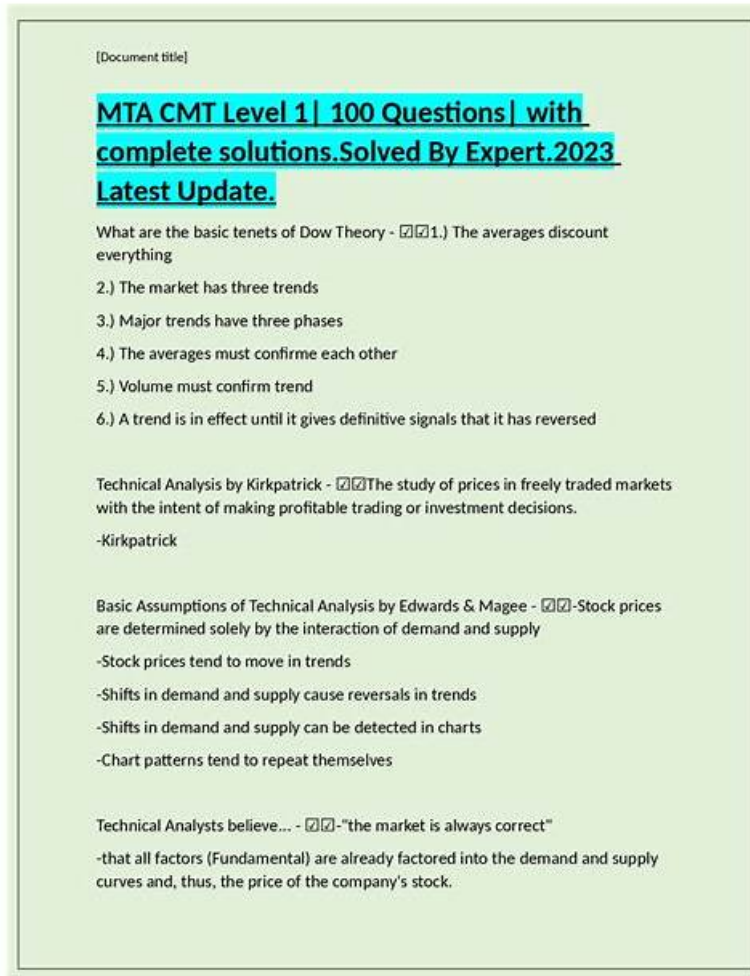 [Document title]
MTA CMT Level 1| 100 Questions| with
complete solutions.Solved By Expert.2023
Latest Update.
What are the basic tenets of Dow Theory - ☑☑1.) The averages discount
everything
2.) The market has three trends
3.) Major trends have three phases
4.) The averages must confirme each other
5.) Volume must confirm trend
6.) A trend is in effect until it gives definitive signals that it has reversed
Technical Analysis by Kirkpatrick - ☑☑The study of prices in freely traded markets
with the intent of making profitable trading or investment decisions.
-Kirkpatrick
Basic Assumptions of Technical Analysis by Edwards & Magee - ☑☑-Stock prices
are determined solely by the interaction of demand and supply
-Stock prices tend to move in trends
-Shifts in demand and supply cause reversals in trends
-Shifts in demand and supply can be detected in charts
-Chart patterns tend to repeat themselves
Technical Analysts believe... - ☑☑-"the market is always correct"
-that all factors (Fundamental) are already factored into the demand and supply
curves and, thus, the price of the company's stock.